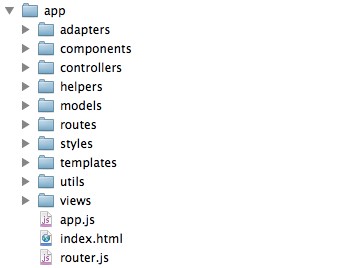 app
adapters
components
controllers
helpers
models
routes
styles
templates
utils
views
app.js
index.html
router.js